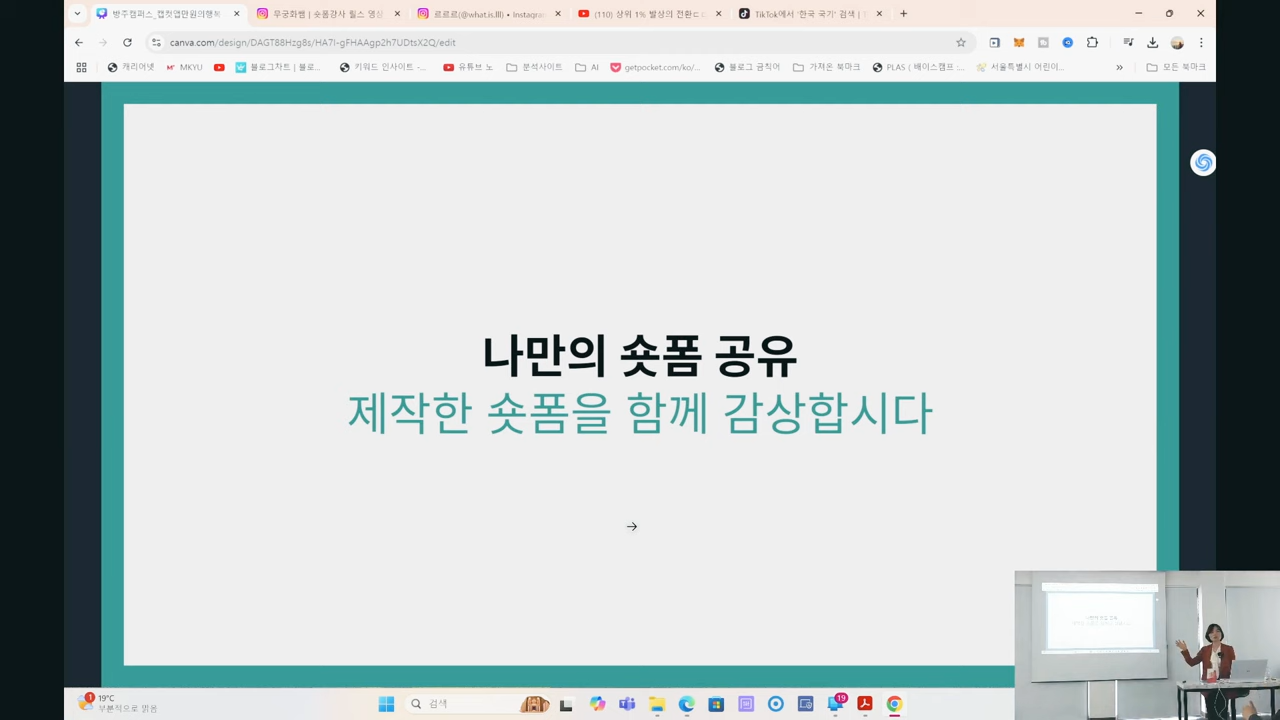 방주캠퍼스_캡컷앱만원의행복
무궁화쌤 | 숏폼강사 릴스 영상
르르르(@what.is.lll) • Instagram
(110) 상위 1% 발상의 전환
TikTok에서 '한국 국기' 검색 |
canva.com/design/DAGT88Hzg8s/HA7I-gFHAAgp2h7UDtsX2Q/edit
캐리어넷
MKYU
블로그차트 | 블로...
키워드 인사이트 -...
유튜브 노
분석사이트
AI
getpocket.com/ko/...
블로그 금칙어
가져온 북마크
PLAS ( 베이스캠프 ...
서울특별시 어린이...
모든 북마크
나만의 숏폼 공유
제작한 숏폼을 함께 감상합시다
1
19°C
부분적으로 맑음
검색
19